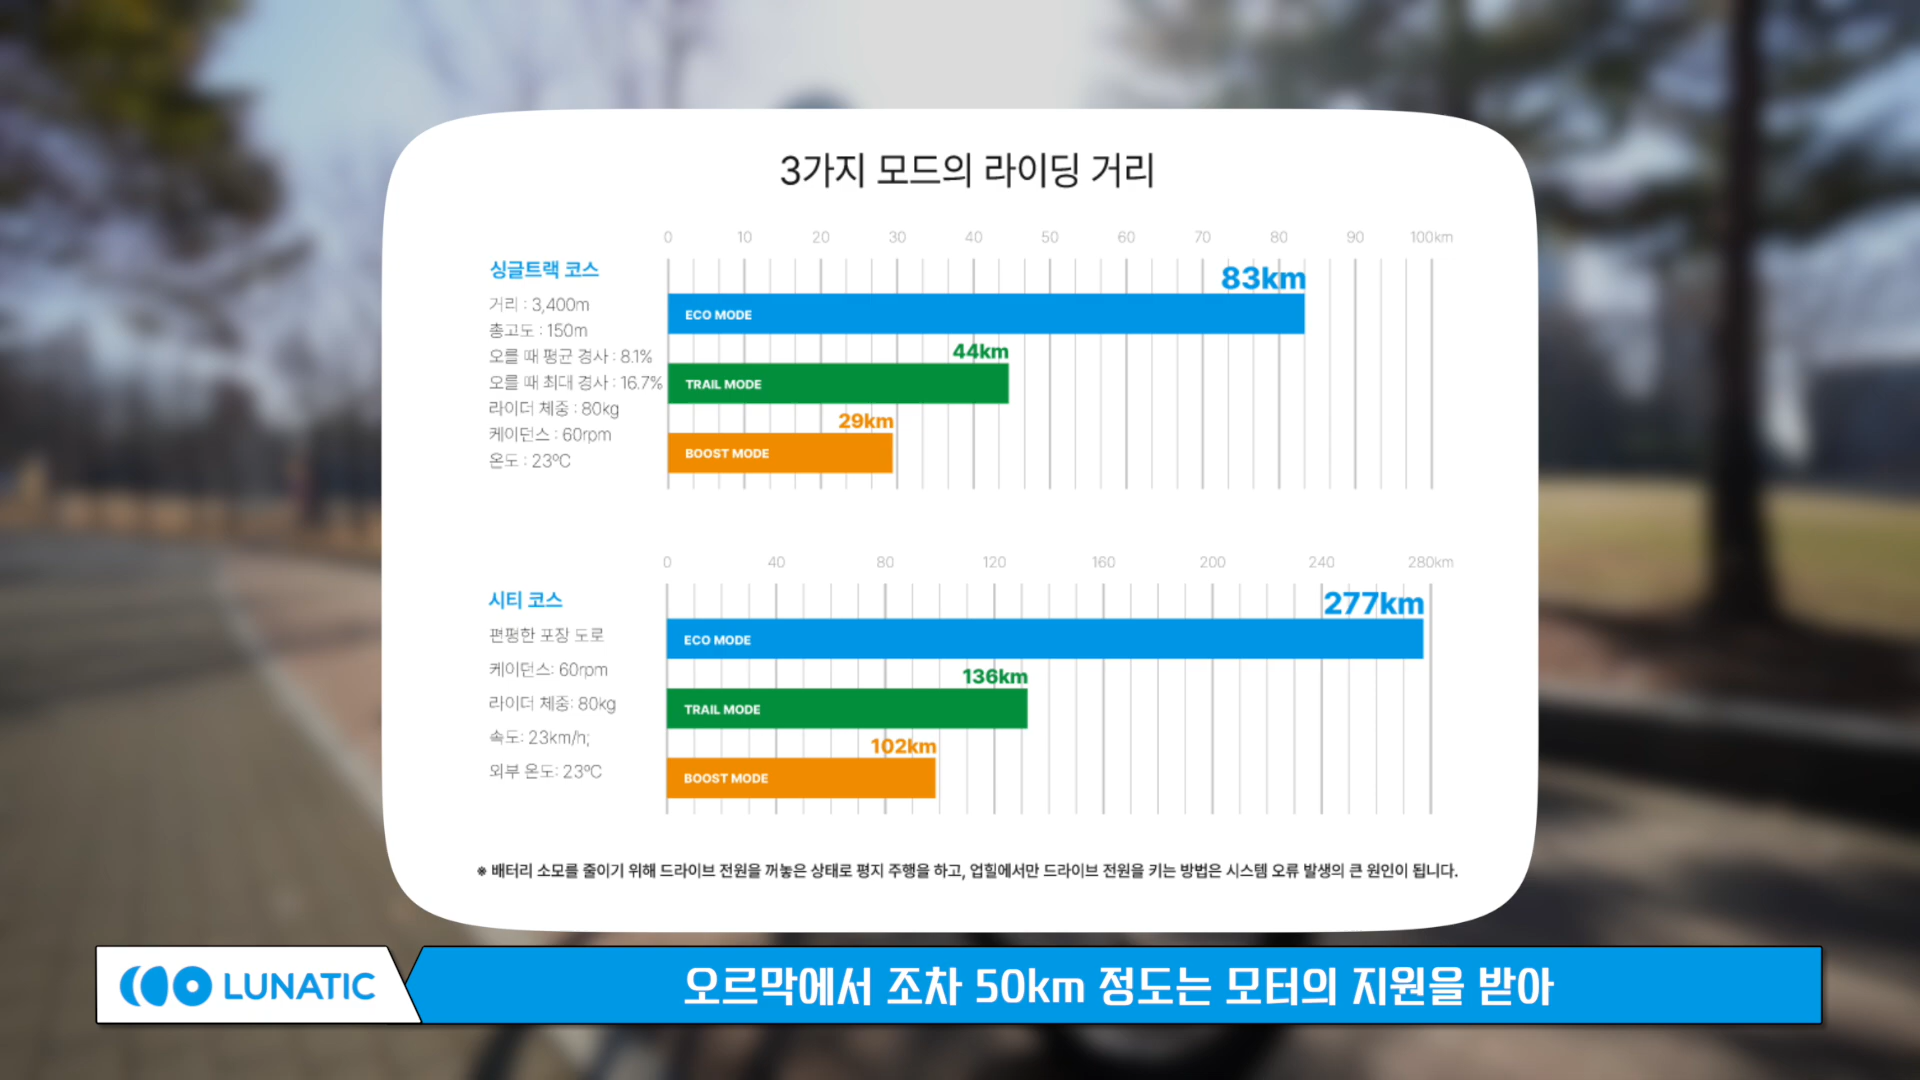 3가지 모드의 라이딩 거리
0 10 20 30 40 50 60 70 80 90 100km
싱글트랙 코스
거리 : 3,400m
총고도 : 150m
오를 때 평균 경사 : 8.1%
오를 때 최대 경사 : 16.7%
라이더 체중 : 80kg
케이던스 : 60rpm
온도 : 23ºC
83km
ECO MODE
44km
TRAIL MODE
29km
BOOST MODE
0 40 80 120 160 200 240 280km
시티 코스
편평한 포장 도로
케이던스: 60rpm
라이더 체중: 80kg
속도: 23km/h;
외부 온도: 23ºC
277km
ECO MODE
136km
TRAIL MODE
102km
BOOST MODE
※ 배터리 소모를 줄이기 위해 드라이브 전원을 꺼놓은 상태로 평지 주행을 하고, 업힐에서만 드라이브 전원을 키는 방법은 시스템 오류 발생의 큰 원인이 됩니다.
LUNATIC
오르막에서 조차 50km 정도는 모터의 지원을 받아